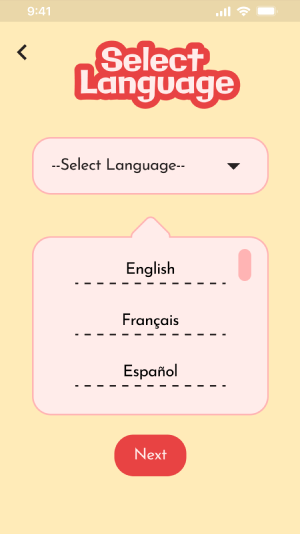 9:41
Select
Language
--Select Language--
English
Français
Español
Next